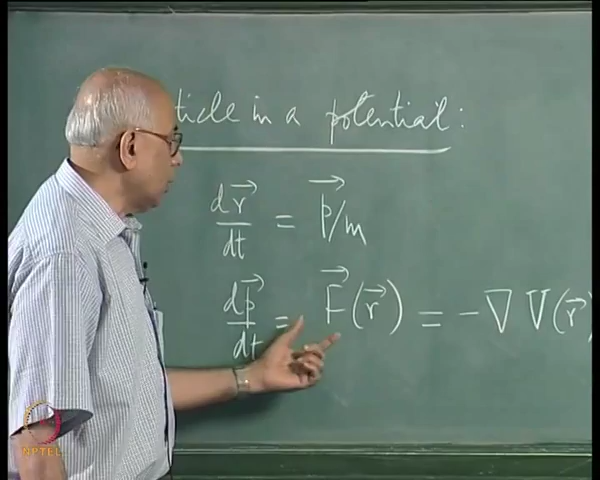 ticle in a potential:
dr⃗/dt = p⃗/m
dp⃗/dt = F⃗(r⃗) = -∇V(r⃗)
NPTEL